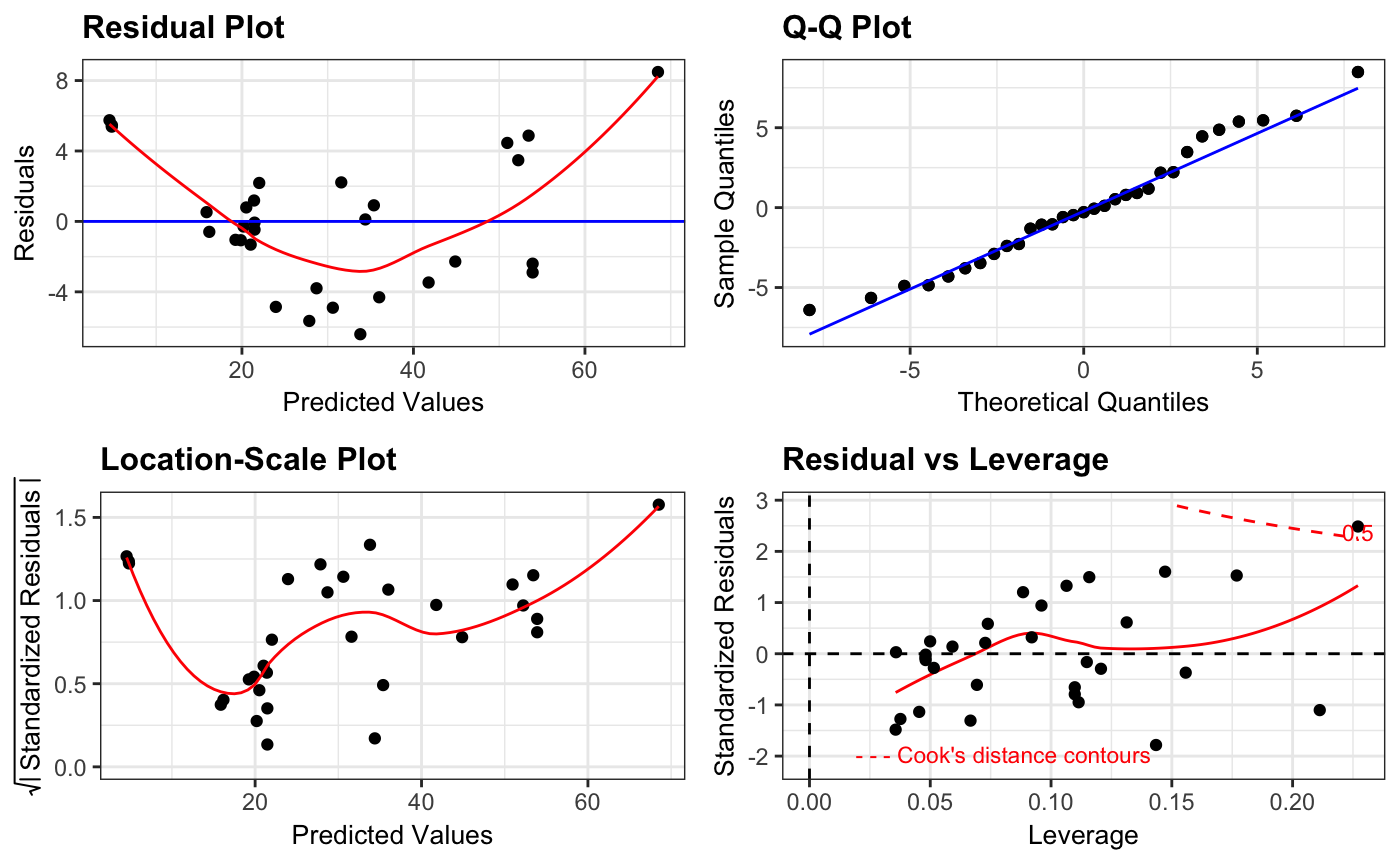 Residual Plot
8
4
0
-4
Residuals
20 40 60
Predicted Values
Q-Q Plot
5
0
-5
Sample Quantiles
-5 0 5
Theoretical Quantiles
Location-Scale Plot
1.5
1.0
0.5
0.0
√|Standardized Residuals|
20 40 60
Predicted Values
Residual vs Leverage
3
2
1
0
-1
-2
Standardized Residuals
0.5
Cook's distance contours
0.00 0.05 0.10 0.15 0.20
Leverage